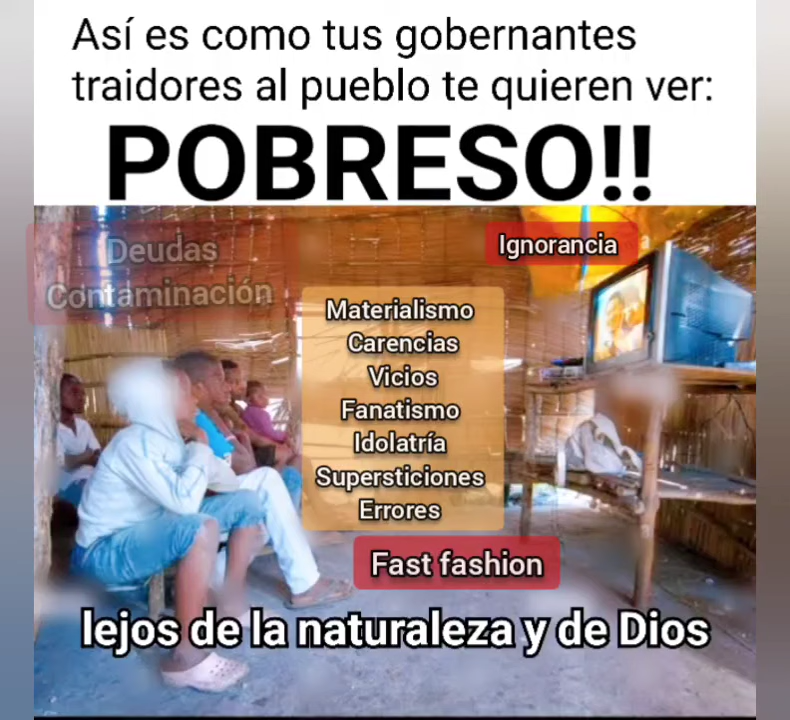 Así es como tus gobernantes
traidores al pueblo te quieren ver:
POBRESO!!
Deudas
Contaminación
Ignorancia
Materialismo
Carencias
Vicios
Fanatismo
Idolatría
Supersticiones
Errores
Fast fashion
lejos de la naturaleza y de Dios